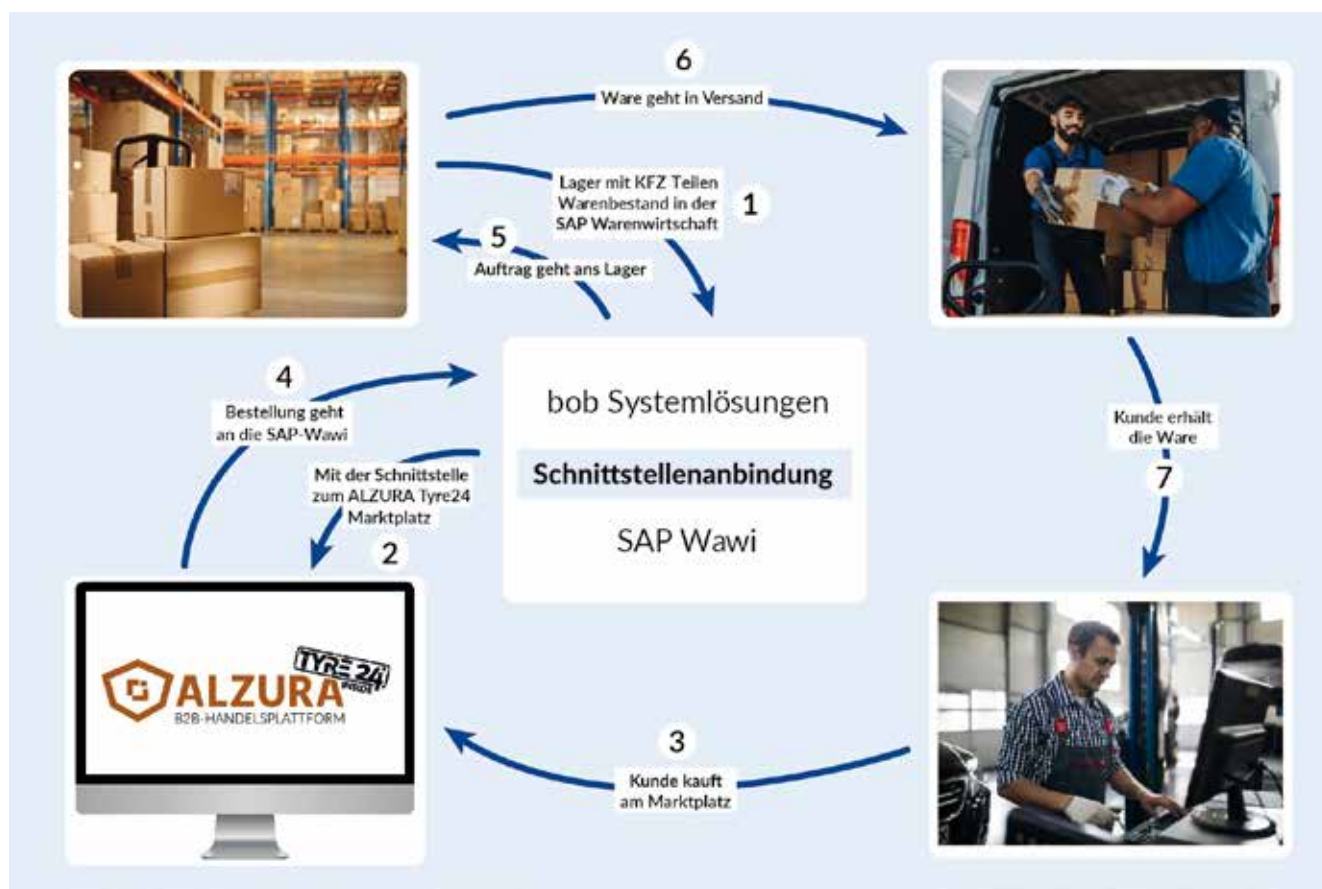 6
Ware geht in Versand
Lager mit KFZ Teilen
Warenbestand in der
SAP Warenwirtschaft
1
5
Auftrag geht ans Lager
4
Bestellung geht
an die SAP-Wawi
bob Systemlösungen
Schnittstellenanbindung
SAP Wawi
Mit der Schnittstelle
zum ALZURA Tyre24
Marktplatz
2
Kunde erhält
die Ware
7
TYRE 24
INSIDE
ALZURA
B2B-HANDELSPLATTFORM
3
Kunde kauft
am Marktplatz